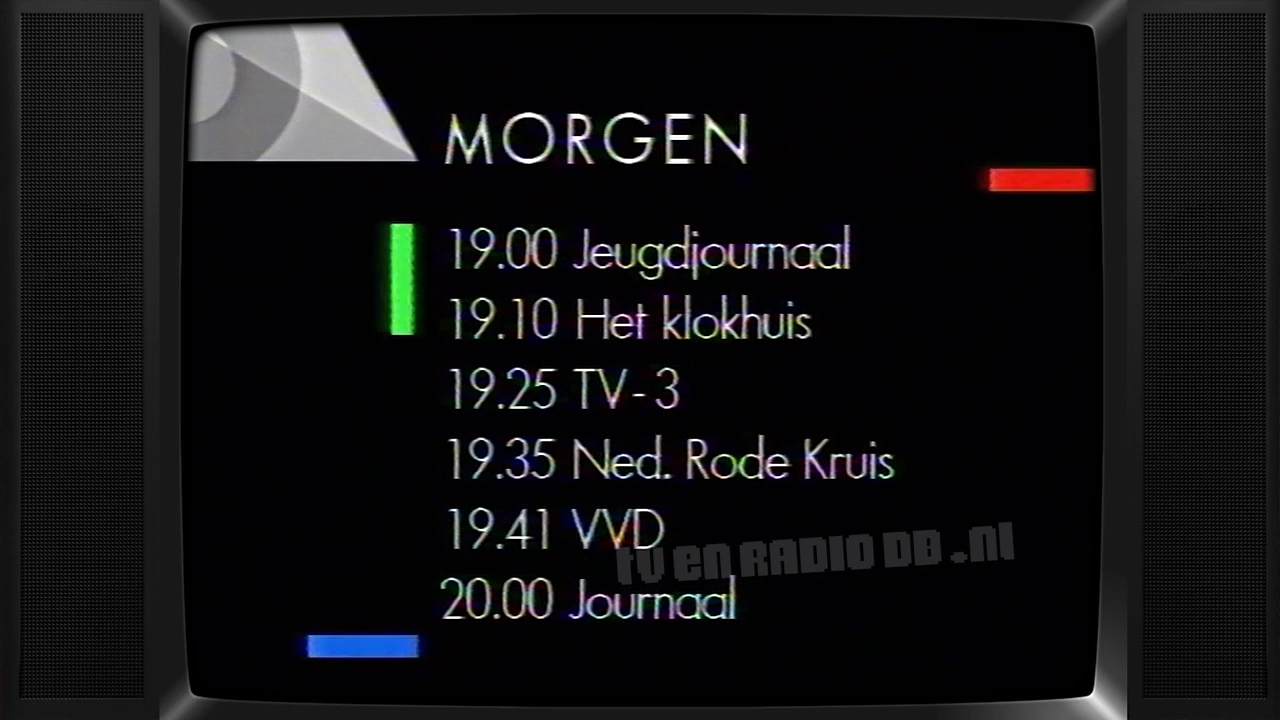 MORGEN
19.00 Jeugdjournaal
19.10 Het klokhuis
19.25 TV-3
19.35 Ned. Rode Kruis
19.41 VVD
tv en RADIO DB .nl
20.00 Journaal